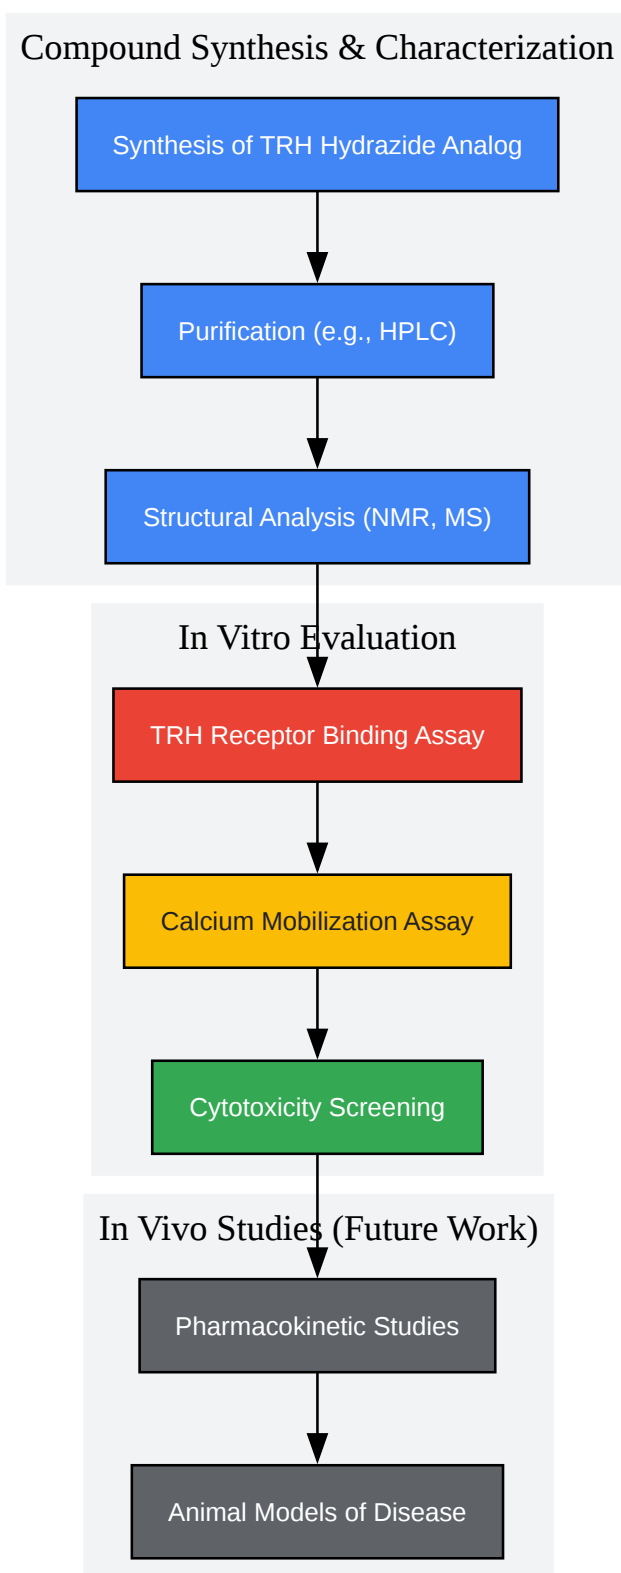 Compound Synthesis & Characterization
Synthesis of TRH Hydrazide Analog
Purification (e.g., HPLC)
Structural Analysis (NMR, MS)
In Vitro Evaluation
TRH Receptor Binding Assay
Calcium Mobilization Assay
Cytotoxicity Screening
In Vivo Studies (Future Work)
Pharmacokinetic Studies
Animal Models of Disease